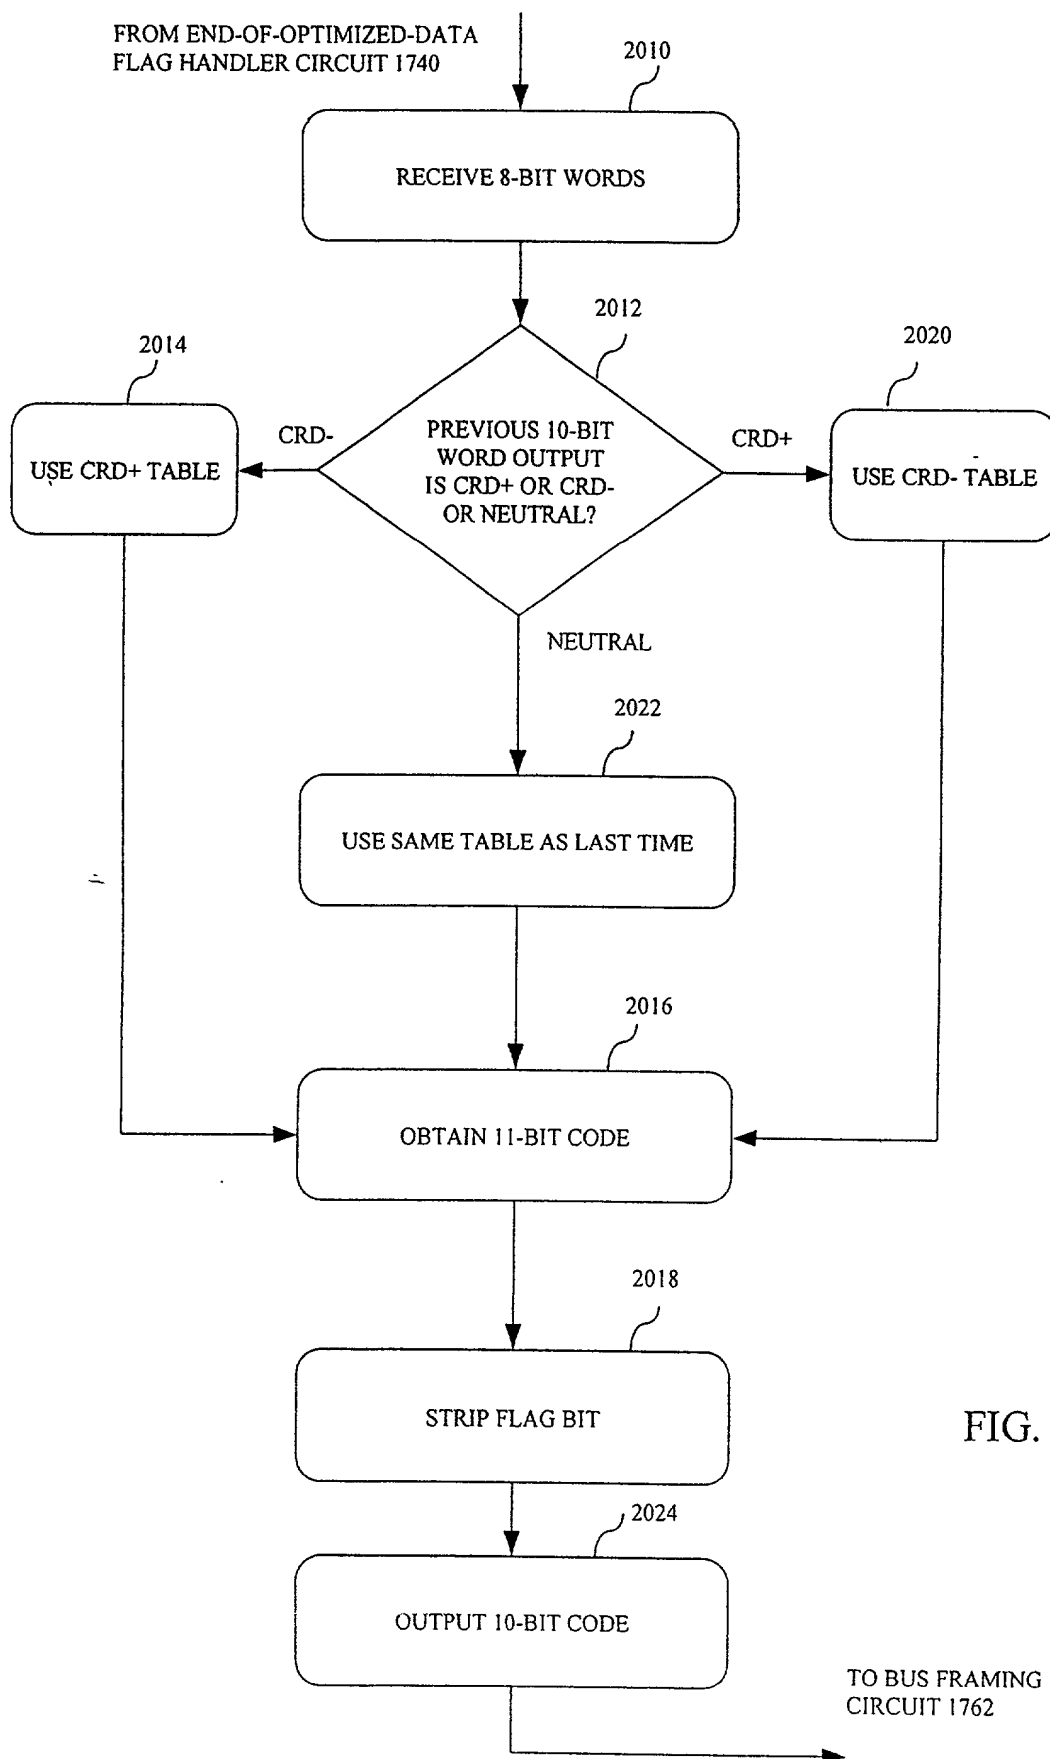 FROM END-OF-OPTIMIZED-DATA
FLAG HANDLER CIRCUIT 1740
2010
RECEIVE 8-BIT WORDS
2012
2014
2020
CRD-
PREVIOUS 10-BIT
WORD OUTPUT
IS CRD+ OR CRD-
OR NEUTRAL?
CRD+
USE CRD+ TABLE
USE CRD- TABLE
NEUTRAL
2022
USE SAME TABLE AS LAST TIME
2016
OBTAIN 11-BIT CODE
2018
STRIP FLAG BIT
FIG.
2024
OUTPUT 10-BIT CODE
TO BUS FRAMING
CIRCUIT 1762